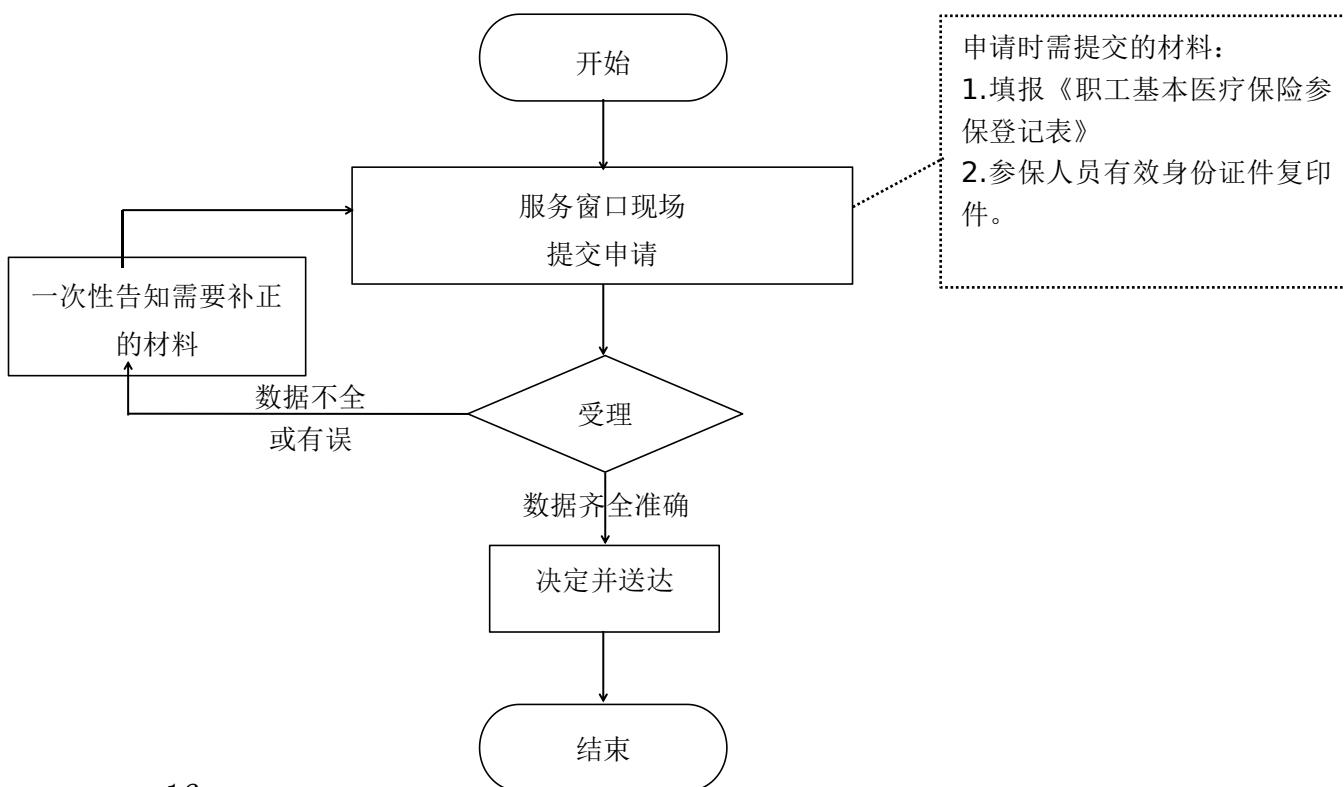 开始
申请时需提交的材料：
1.填报《职工基本医疗保险参
保登记表》
2.参保人员有效身份证件复印
件。
服务窗口现场
提交申请
一次性告知需要补正
的材料
数据不全
或有误
受理
数据齐全准确
决定并送达
结束